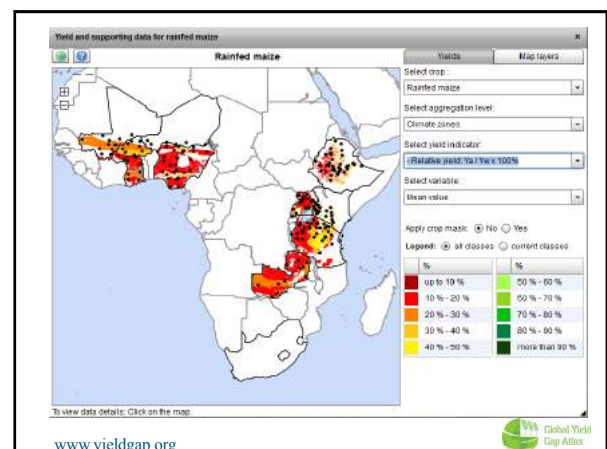 Yield and supporting data for rainfed maize
×
Rainfed maize
Yields
Map layers
Select crop :
Rainfed maize
Select aggregation level:
Climate zones
Select yield indicator:
- Relative yield: Ya / Yw x 100%
Select variable:
Mean value
Apply crop mask: No Yes
Legend: all classes current classes
% %
up to 10 % 50 % - 60 %
10 % - 20 % 60 % - 70 %
20 % - 30 % 70 % - 80 %
30 % - 40 % 80 % - 90 %
40 % - 50 % more than 90 %
To view data details: Click on the map
www.yieldgap.org
Global Yield
Gap Atlas